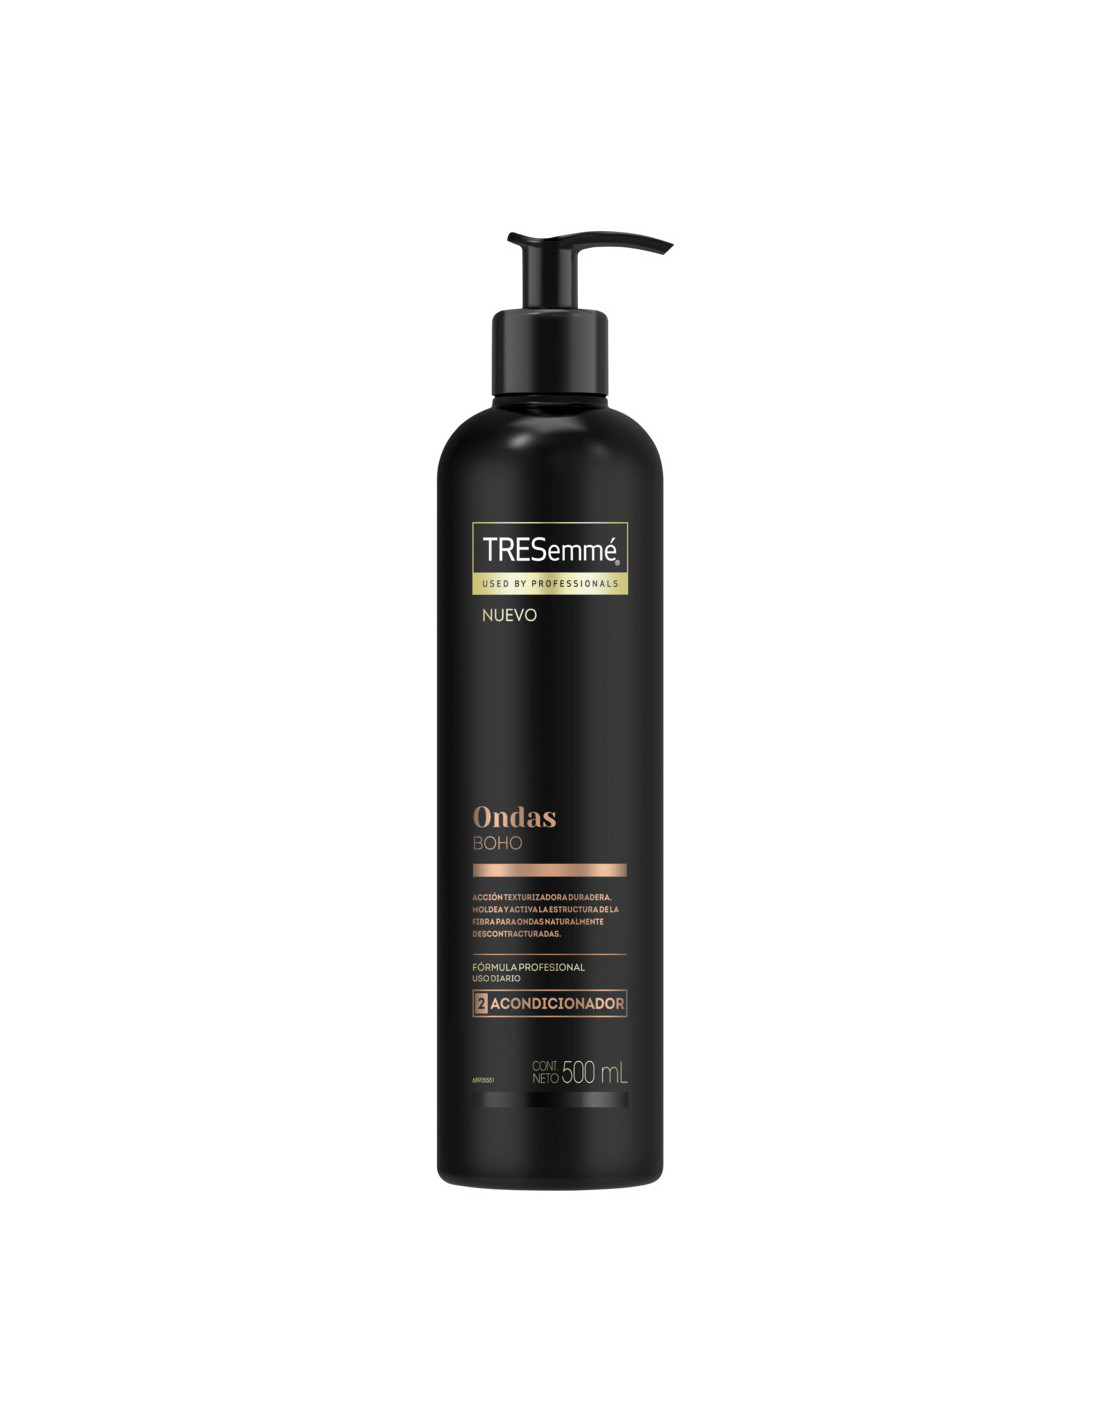 TRESemmé®
USED BY PROFESSIONALS
NUEVO
Ondas
BOHO
ACCIÓN TEXTURIZADORA DURADERA.
MOLDEA Y ACTIVA LA ESTRUCTURA DE LA
FIBRA PARA ONDAS NATURALMENTE
DESCONTRACTURADAS.
FÓRMULA PROFESIONAL
USO DIARIO
2 ACONDICIONADOR
CONT.
NETO 500 mL